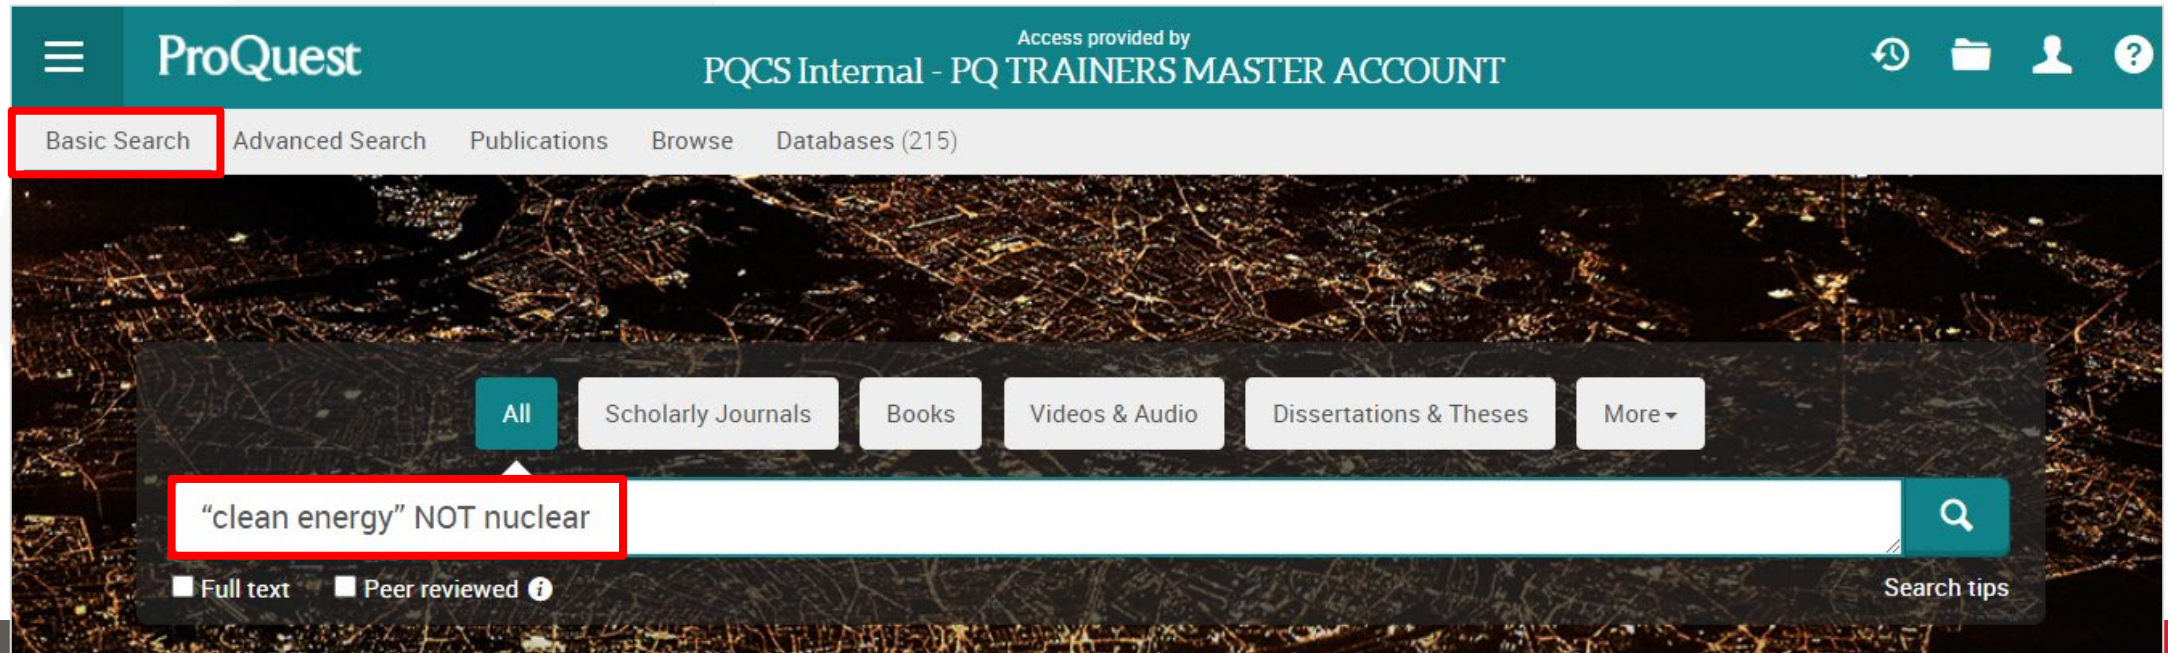 ProQuest
Access provided by
PQCS Internal - PQ TRAINERS MASTER ACCOUNT
?
Basic Search Advanced Search Publications Browse Databases (215)
All Scholarly Journals Books Videos & Audio Dissertations & Theses More
“clean energy” NOT nuclear
Full text Peer reviewed i
Search tips